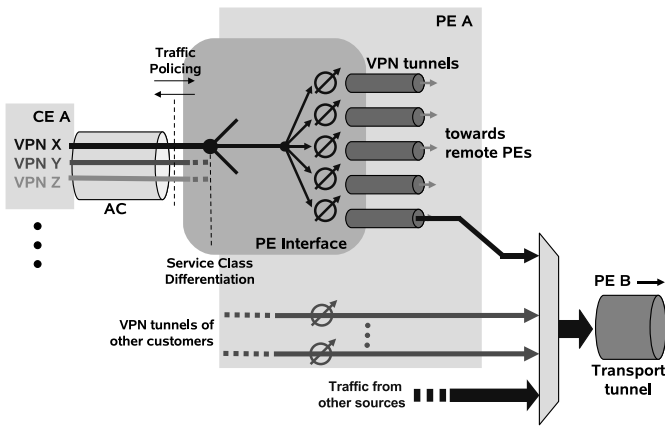 PE A
Traffic
Policing
VPN tunnels
CE A
VPN X
VPN Y
VPN Z
AC
towards
remote PEs
PE Interface
Service Class
Differentiation
PE B
VPN tunnels of
other customers
Transport
tunnel
Traffic from
other sources